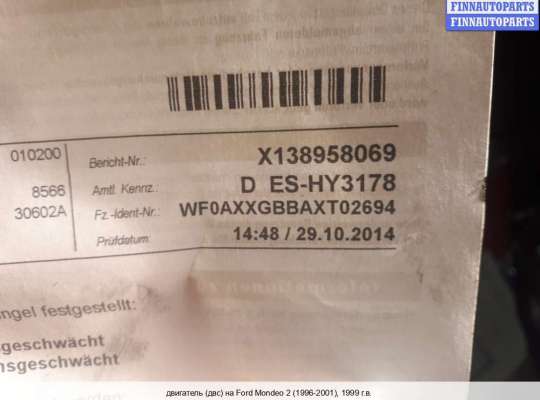 FINNAUTOPARTS
FINNAUTOPARTS
010200
Bericht-Nr.: X138958069
8566
Amtl. Kennz.: D ES-HY3178
30602A
Fz.-Ident-Nr.: WF0AXXGBBAXT02694
Prüfdatum: 14:48 / 29.10.2014
ngel festgestellt:
sgeschwächt
nsgeschwächt
двигатель (двс) на Ford Mondeo 2 (1996-2001), 1999 г.в.